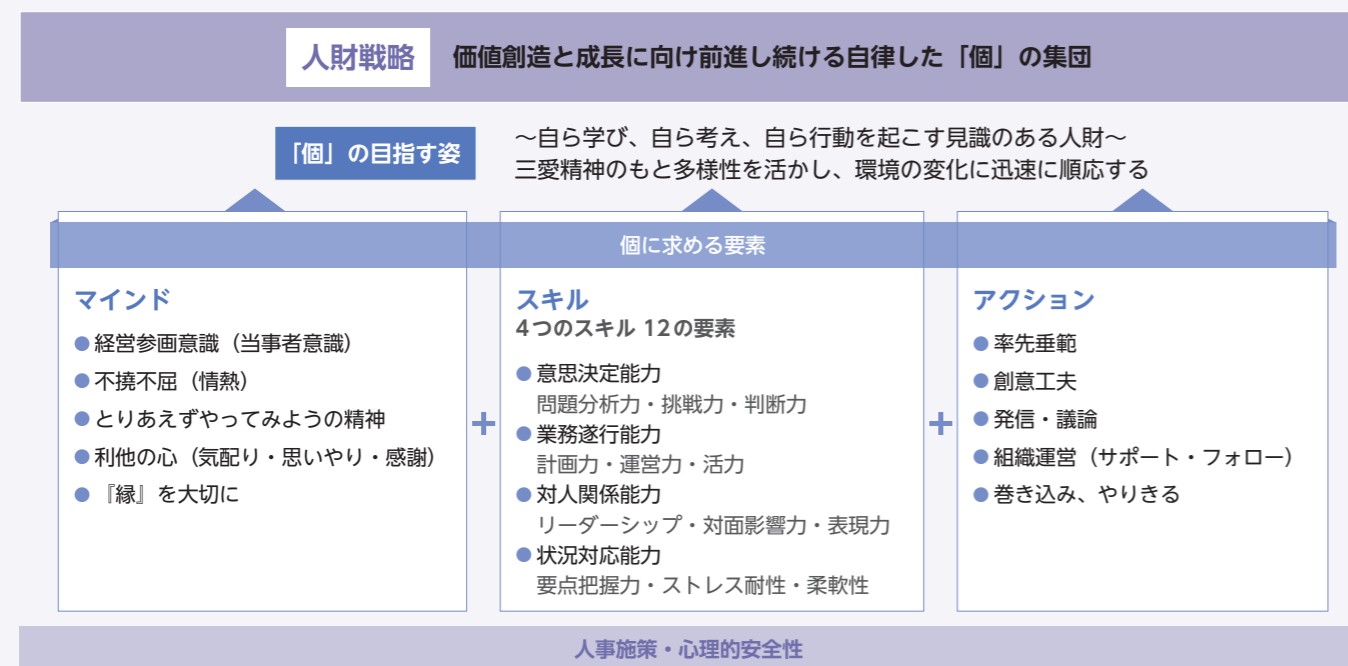 人財戦略 価値創造と成長に向け前進し続ける自律した「個」の集団
「個」の目指す姿
～自ら学び、自ら考え、自ら行動を起こす見識のある人財～
三愛精神のもと多様性を活かし、環境の変化に迅速に順応する
個に求める要素
マインド
●経営参画意識（当事者意識）
●不撓不屈（情熱）
●とりあえずやってみようの精神
●利他の心（気配り・思いやり・感謝）
●『縁』を大切に
+
スキル
4つのスキル 12の要素
●意思決定能力
問題分析力・挑戦力・判断力
●業務遂行能力
計画力・運営力・活力
●対人関係能力
リーダーシップ・対面影響力・表現力
●状況対応能力
要点把握力・ストレス耐性・柔軟性
+
アクション
●率先垂範
●創意工夫
●発信・議論
●組織運営（サポート・フォロー）
●巻き込み、やりきる
人事施策・心理的安全性